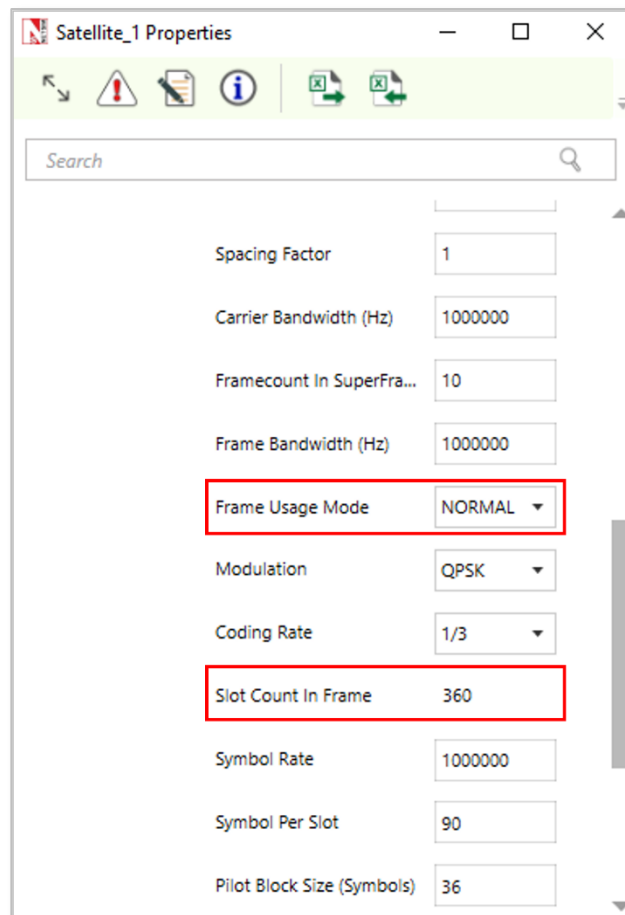 Satellite_1 Properties
Search
Spacing Factor 1
Carrier Bandwidth (Hz) 1000000
Framecount In SuperFra... 10
Frame Bandwidth (Hz) 1000000
Frame Usage Mode NORMAL
Modulation QPSK
Coding Rate 1/3
Slot Count In Frame 360
Symbol Rate 1000000
Symbol Per Slot 90
Pilot Block Size (Symbols) 36